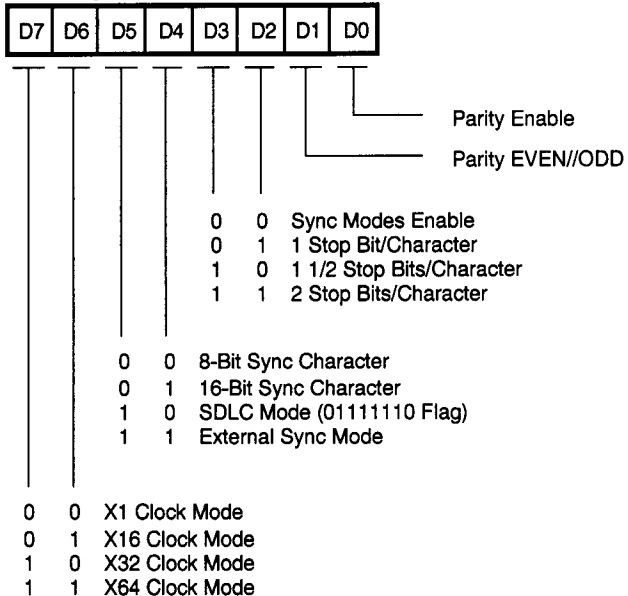 D7 D6 D5 D4 D3 D2 D1 D0
Parity Enable
Parity EVEN//ODD
0 0 Sync Modes Enable
0 1 1 Stop Bit/Character
1 0 1 1/2 Stop Bits/Character
1 1 2 Stop Bits/Character
0 0 8-Bit Sync Character
0 1 16-Bit Sync Character
1 0 SDLC Mode (01111110 Flag)
1 1 External Sync Mode
0 0 X1 Clock Mode
0 1 X16 Clock Mode
1 0 X32 Clock Mode
1 1 X64 Clock Mode